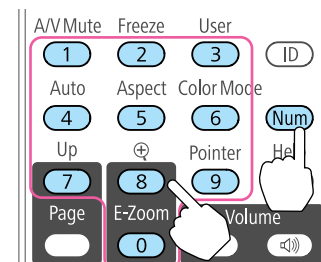 A/V Mute Freeze User
1 2 3 ID
Auto Aspect Color Mode
4 5 6 Num
Up Pointer
7 8 9
Page E-Zoom Volume
0